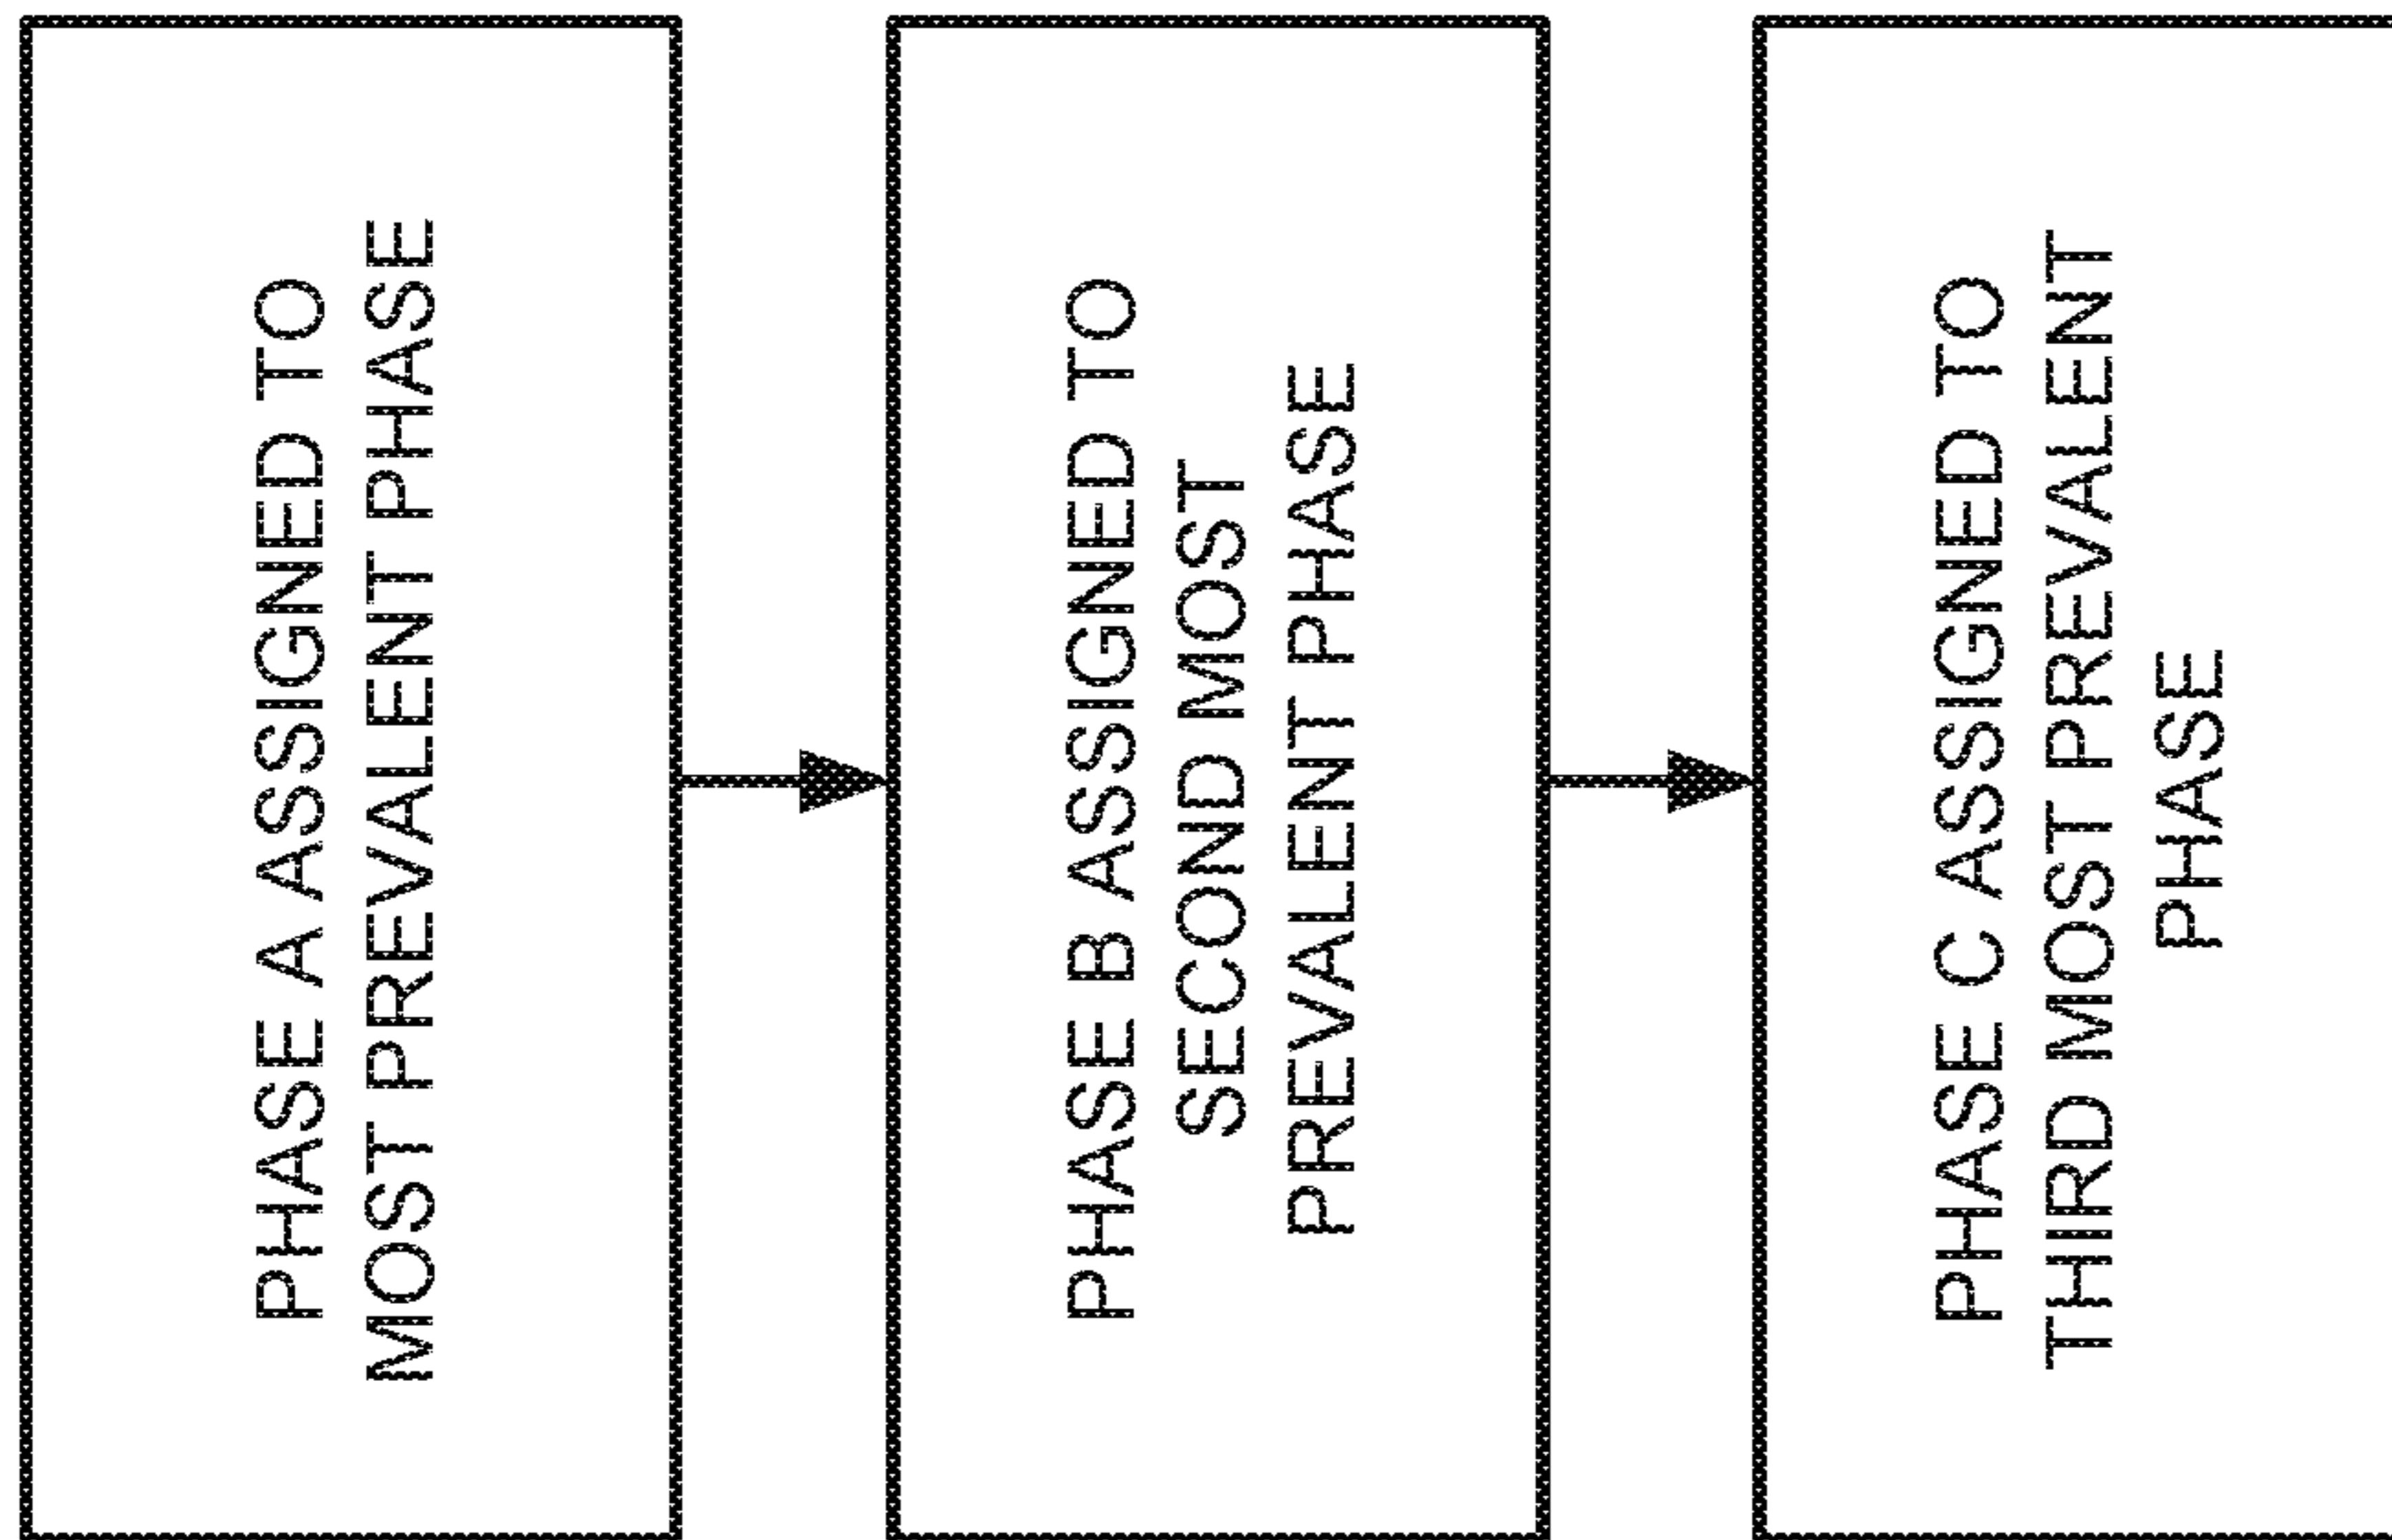 PHASE A ASSIGNED TO
MOST PREVALENT PHASE
PHASE B ASSIGNED TO
SECOND MOST
PREVALENT PHASE
PHASE C ASSIGNED TO
THIRD MOST PREVALENT
PHASE